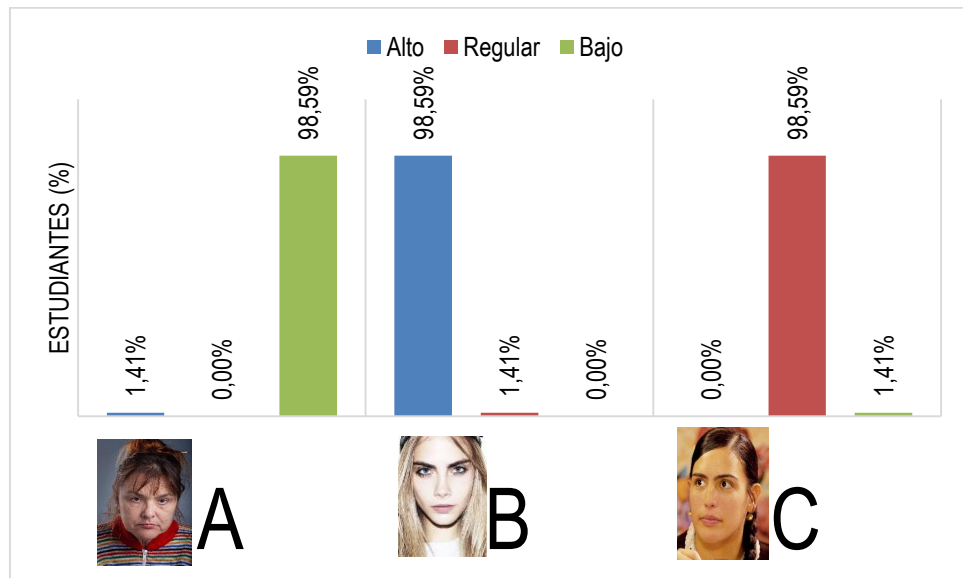 Alto Regular Bajo
ESTUDIANTES (%)
1,41%
0,00%
98,59%
98,59%
1,41%
0,00%
0,00%
98,59%
1,41%
A
B
C